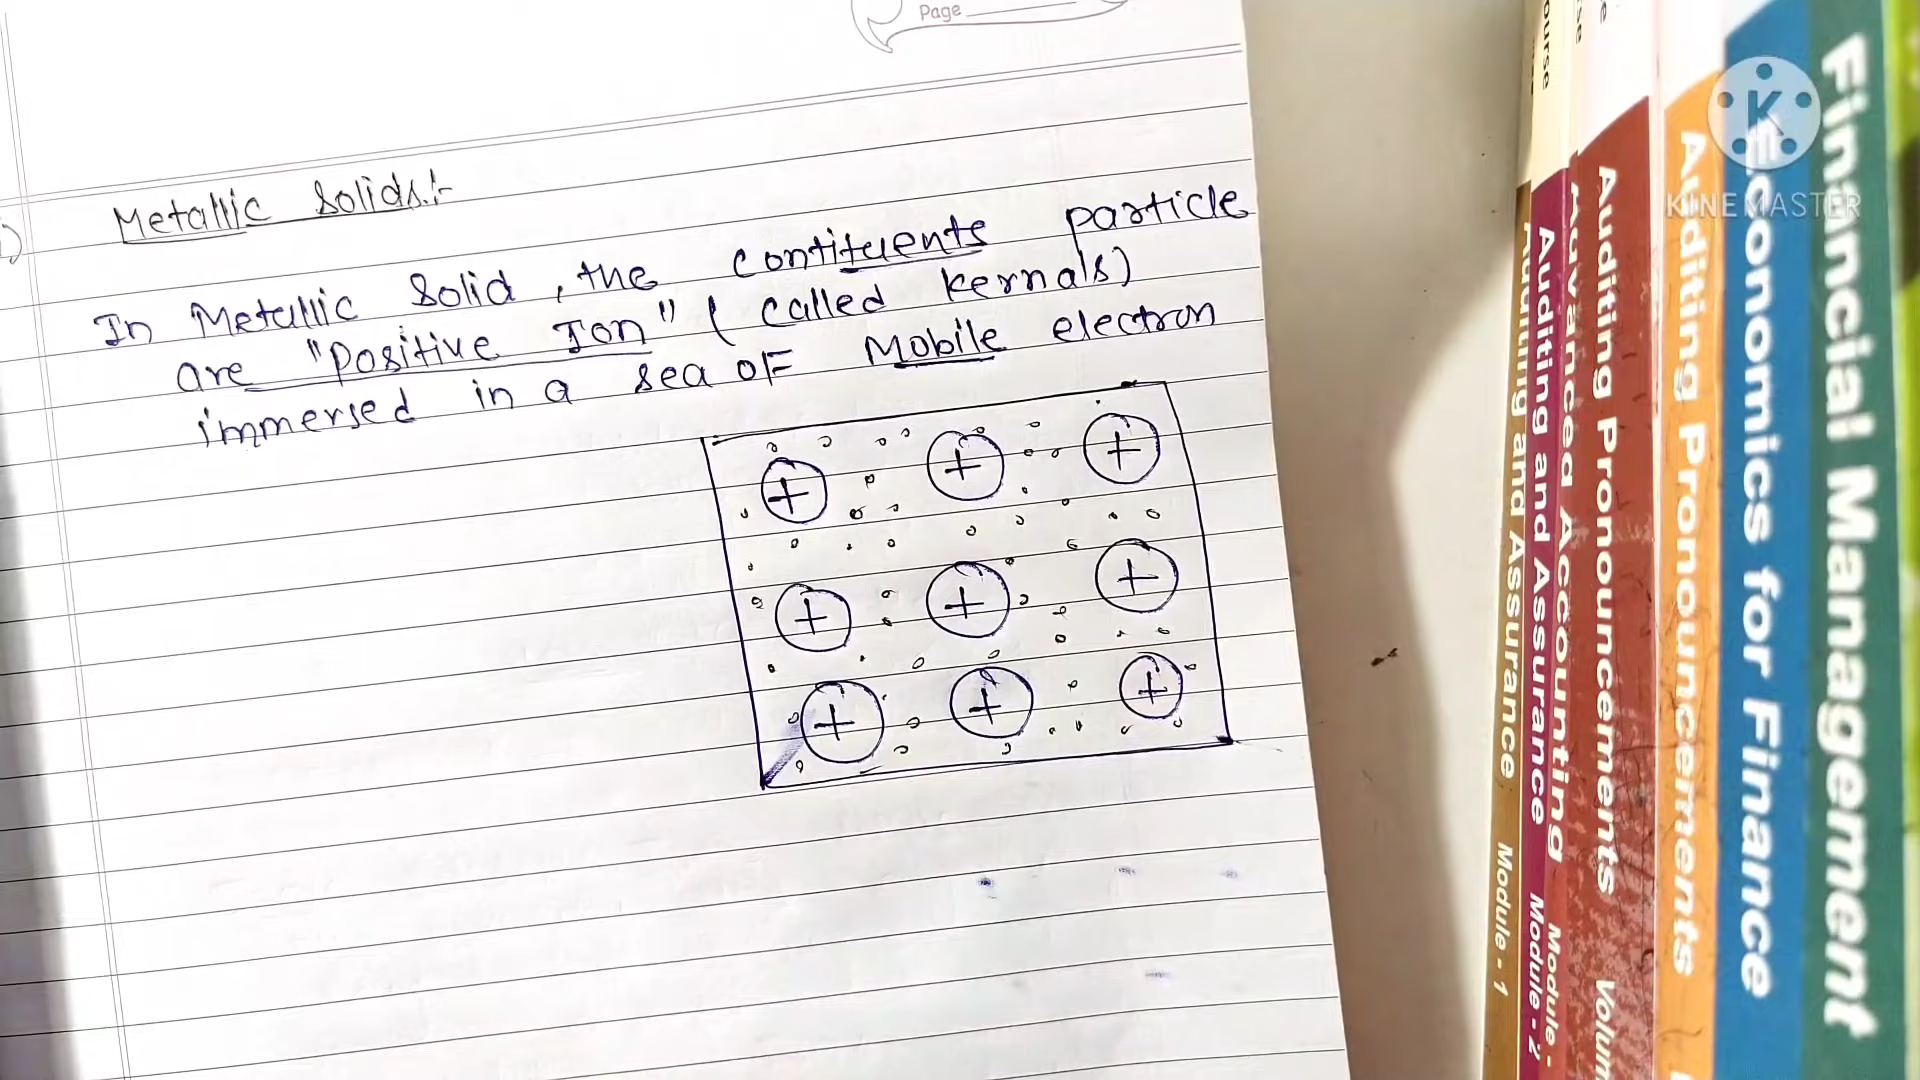 Page
Metallic Solids:-
In Metallic Solid, the contituents particle
are "Positive Ion" ( called kernals)
immersed in a sea of Mobile electron
+ + +
+ + +
+ + +
Auditing and Assurance Module - 1
Auditing and Assurance Module - 2
Advanced Accounting Module -
Auditing Pronouncements Volum
Auditing Pronouncements
Economics for Finance
Financial Management
K
KINEMASTER